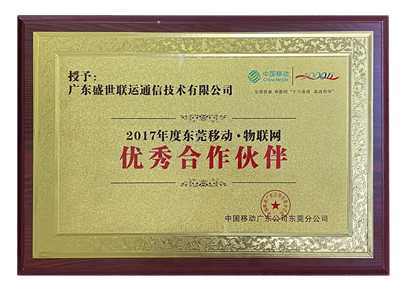 授予：
广东盛世联运通信技术有限公司
中国移动
China Mobile
2017年度东莞移动·物联网
优秀合作伙伴
中国移动广东公司东莞分公司